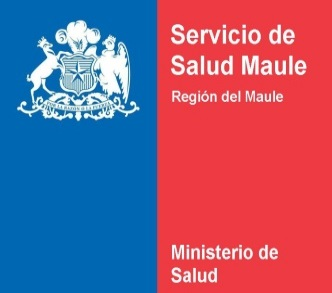 Servicio de
Salud Maule
Región del Maule
Ministerio de
Salud